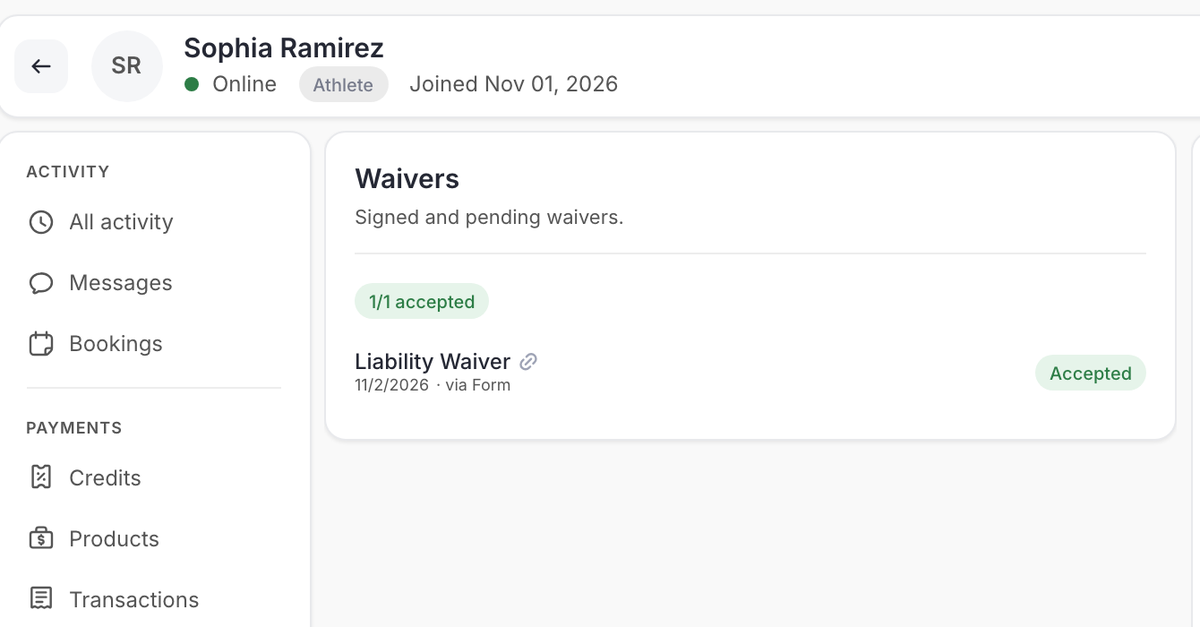 SR
Sophia Ramirez
Online
Athlete
Joined Nov 01, 2026
ACTIVITY
All activity
Messages
Bookings
PAYMENTS
Credits
Products
Transactions
Waivers
Signed and pending waivers.
1/1 accepted
Liability Waiver
11/2/2026 · via Form
Accepted